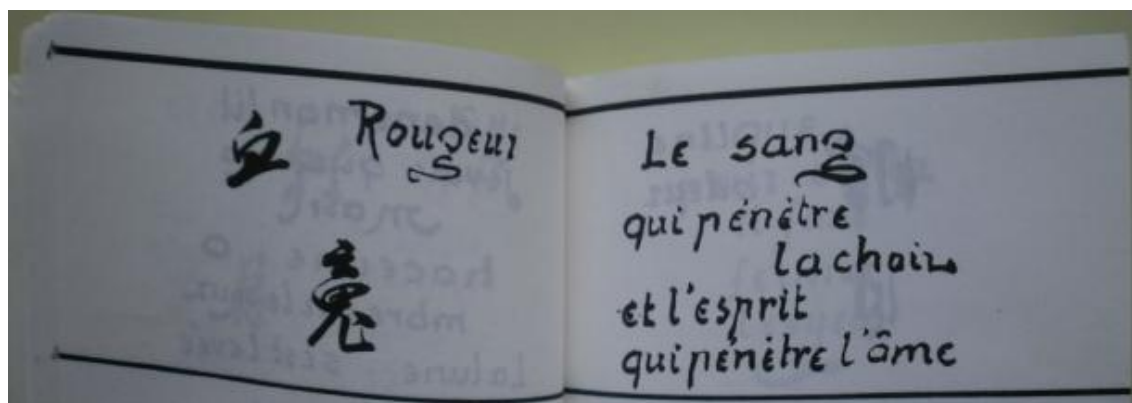 血 Rougeur
Le sang
qui pénètre
la chair
et l'esprit
qui pénètre l'âme